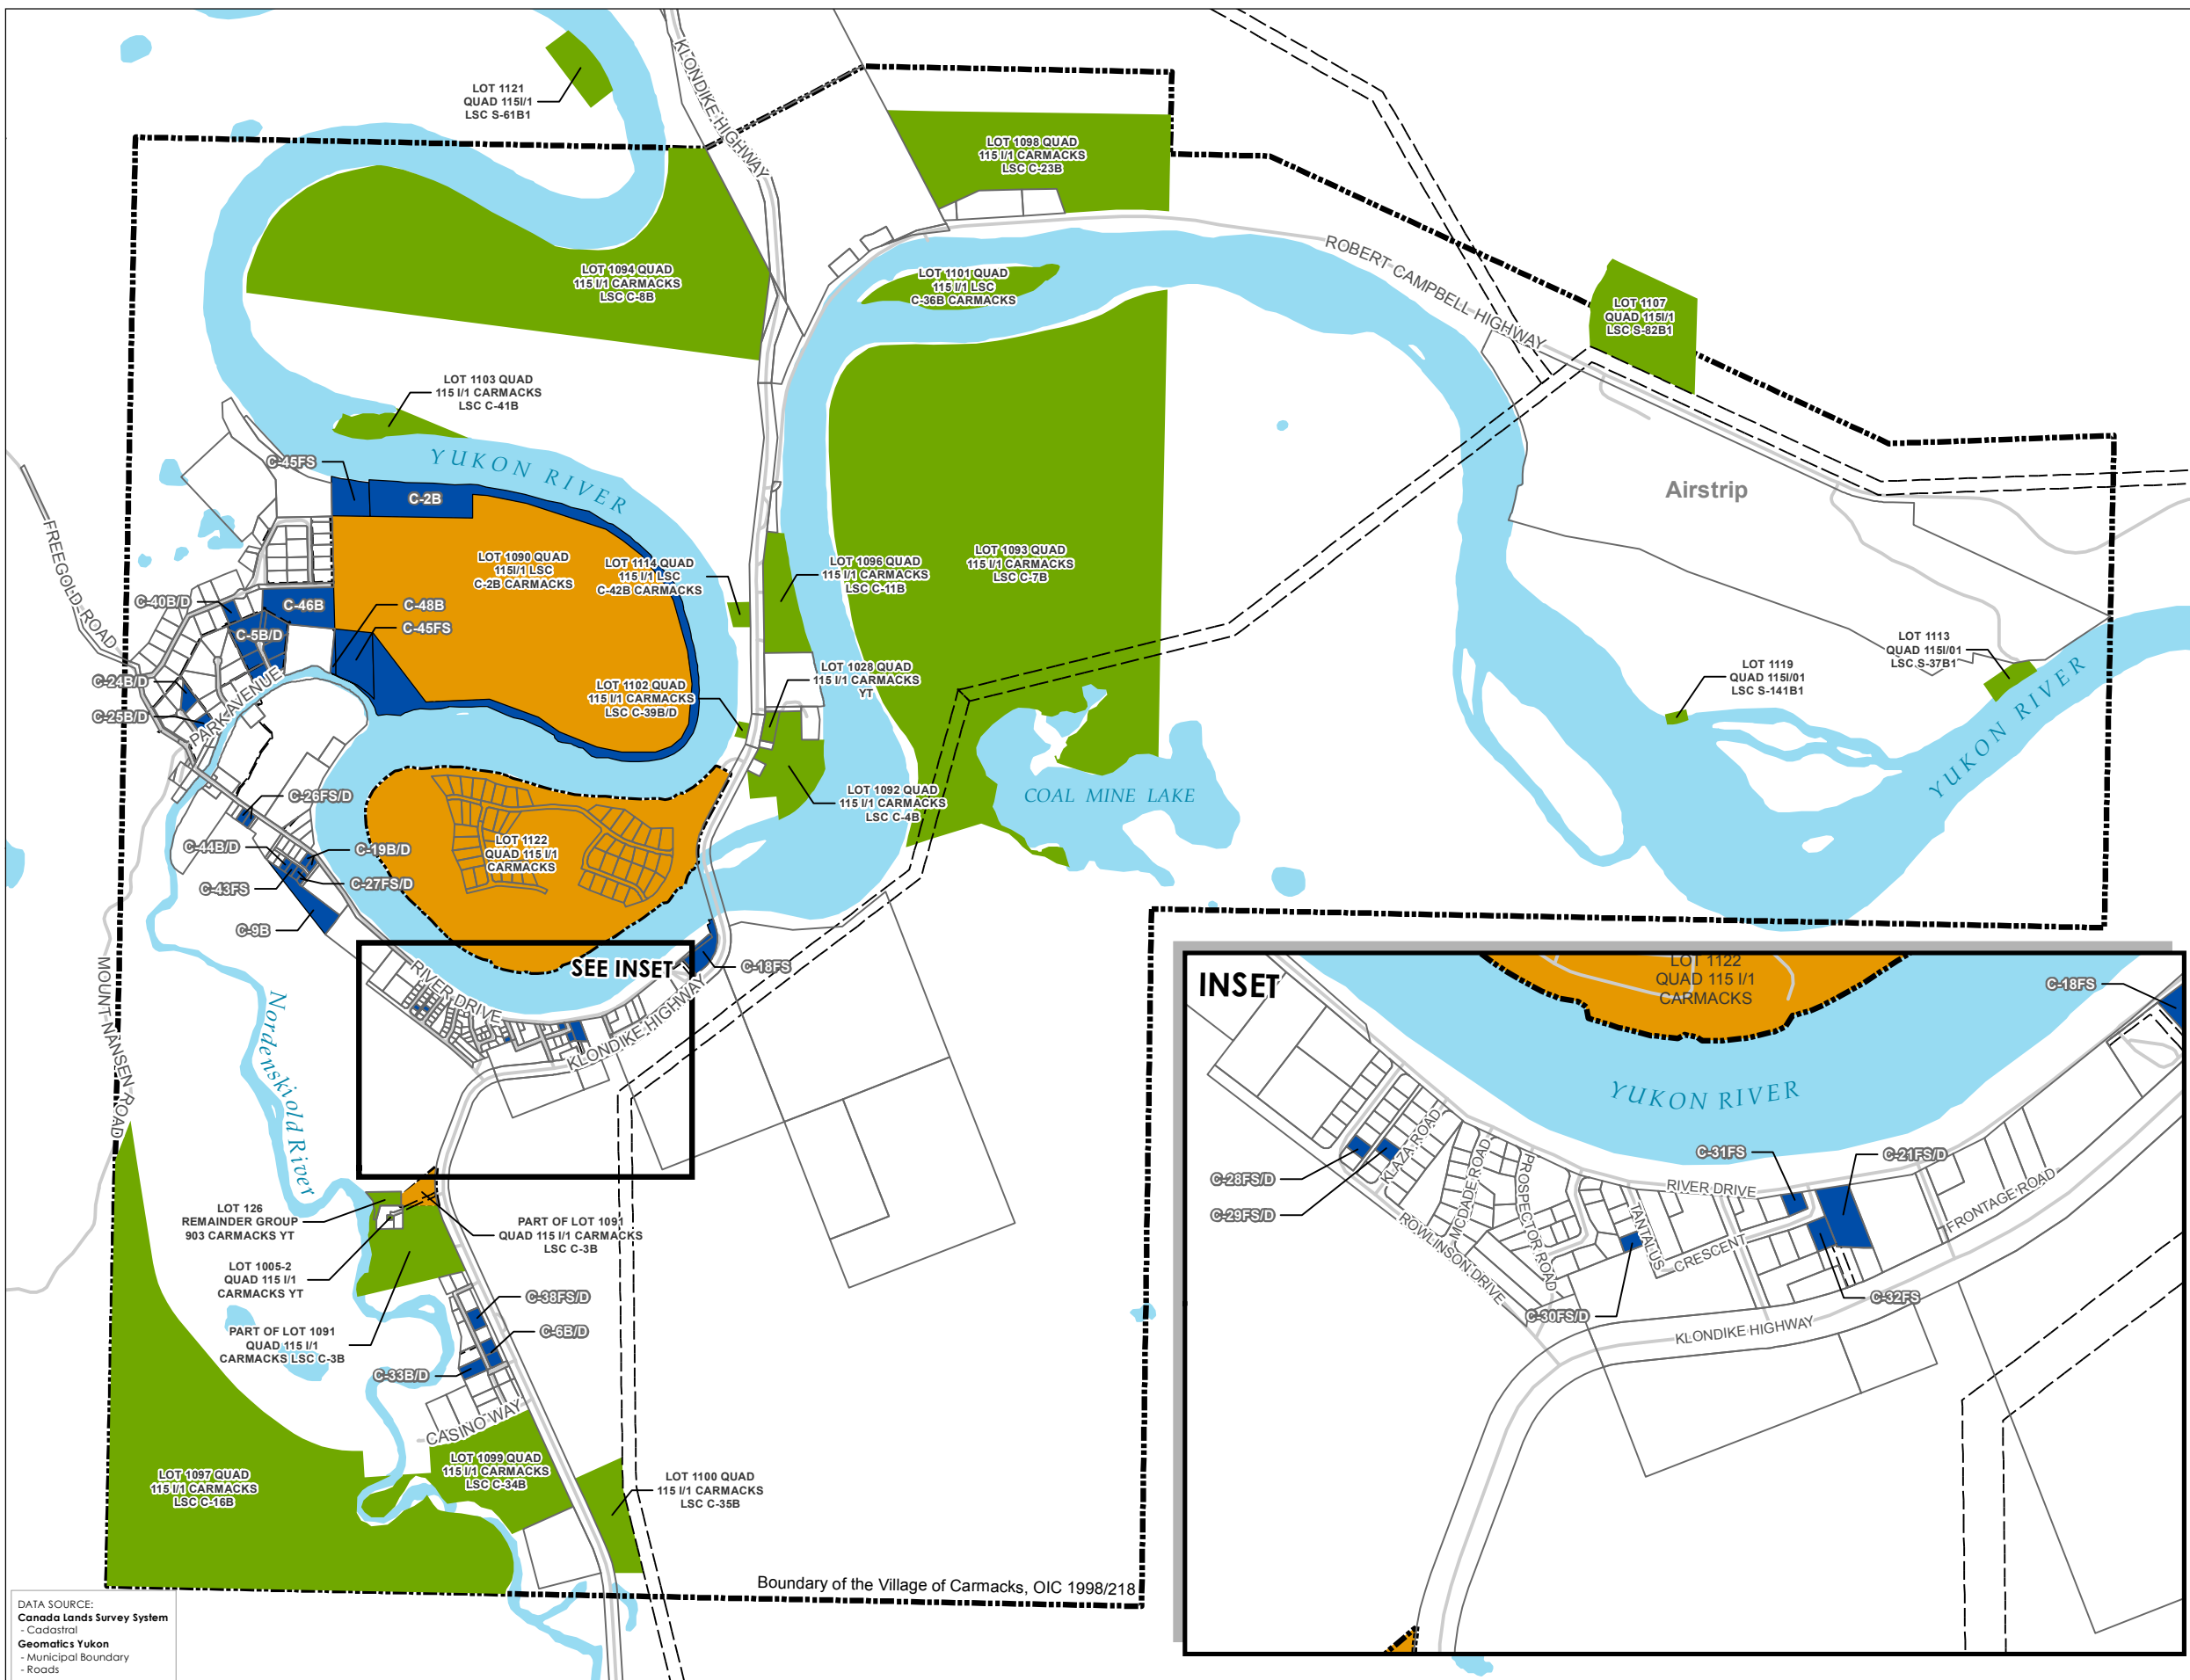 LOT 1121
QUAD 115I/1
LSC S-61B1
KLONDIKE HIGHWAY
LOT 1098 QUAD
115 I/1 CARMACKS
LSC C-23B
LOT 1094 QUAD
115 I/1 CARMACKS
LSC C-8B
LOT 1101 QUAD
115 I/1 LSC
C-36B CARMACKS
ROBERT CAMPBELL HIGHWAY
LOT 1107
QUAD 115I/1
LSC S-82B1
LOT 1103 QUAD
115 I/1 CARMACKS
LSC C-41B
YUKON RIVER
C-45FS
C-2B
Airstrip
FREEGOLD ROAD
LOT 1090 QUAD
115I/1 LSC
C-2B CARMACKS
LOT 1114 QUAD
115 I/1 LSC
C-42B CARMACKS
LOT 1096 QUAD
115 I/1 CARMACKS
LSC C-11B
LOT 1093 QUAD
115 I/1 CARMACKS
LSC C-7B
C-40B/D
C-46B
C-48B
C-45FS
C-5B/D
C-24B/D
C-25B/D
PARK AVENUE
LOT 1102 QUAD
115 I/1 CARMACKS
LSC C-39B/D
LOT 1028 QUAD
115 I/1 CARMACKS
YT
LOT 1119
QUAD 115I/01
LSC S-141B1
LOT 1113
QUAD 115I/01
LSC S-37B1
YUKON RIVER
LOT 1092 QUAD
115 I/1 CARMACKS
LSC C-4B
COAL MINE LAKE
C-26FS/D
C-44B/D
C-19B/D
C-43FS
C-27FS/D
C-9B
LOT 1122
QUAD 115 I/1
CARMACKS
SEE INSET
C-18FS
RIVER DRIVE
KLONDIKE HIGHWAY
MOUNT NANSEN ROAD
Nordenskiold River
LOT 126
REMAINDER GROUP
903 CARMACKS YT
PART OF LOT 1091
QUAD 115 I/1 CARMACKS
LSC C-3B
LOT 1005-2
QUAD 115 I/1
CARMACKS YT
PART OF LOT 1091
QUAD 115 I/1
CARMACKS LSC C-3B
C-38FS/D
C-6B/D
C-33B/D
CASINO WAY
LOT 1097 QUAD
115 I/1 CARMACKS
LSC C-16B
LOT 1099 QUAD
115 I/1 CARMACKS
LSC C-34B
LOT 1100 QUAD
115 I/1 CARMACKS
LSC C-35B
Boundary of the Village of Carmacks, OIC 1998/218
DATA SOURCE:
Canada Lands Survey System
- Cadastral
Geomatics Yukon
- Municipal Boundary
- Roads
INSET
LOT 1122
QUAD 115 I/1
CARMACKS
C-18FS
YUKON RIVER
C-28FS/D
C-29FS/D
KLAZA ROAD
MCDADE ROAD
PROSPECTOR ROAD
ROWLINSON DRIVE
C-31FS
C-21FS/D
RIVER DRIVE
TANTALUS
CRESCENT
FRONTAGE ROAD
C-30FS/D
C-32FS
KLONDIKE HIGHWAY